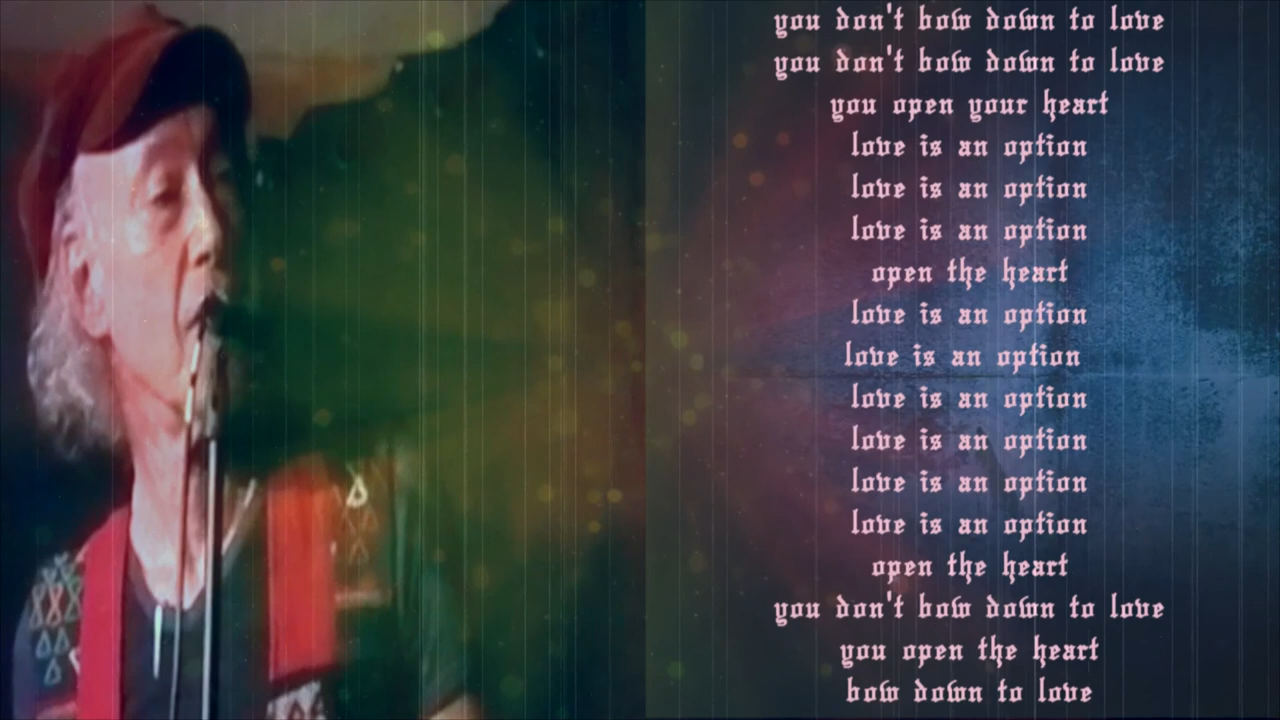 you don't bow down to love
you don't bow down to love
you open your heart
love is an option
love is an option
love is an option
open the heart
love is an option
love is an option
love is an option
love is an option
love is an option
love is an option
open the heart
you don't bow down to love
you open the heart
bow down to love